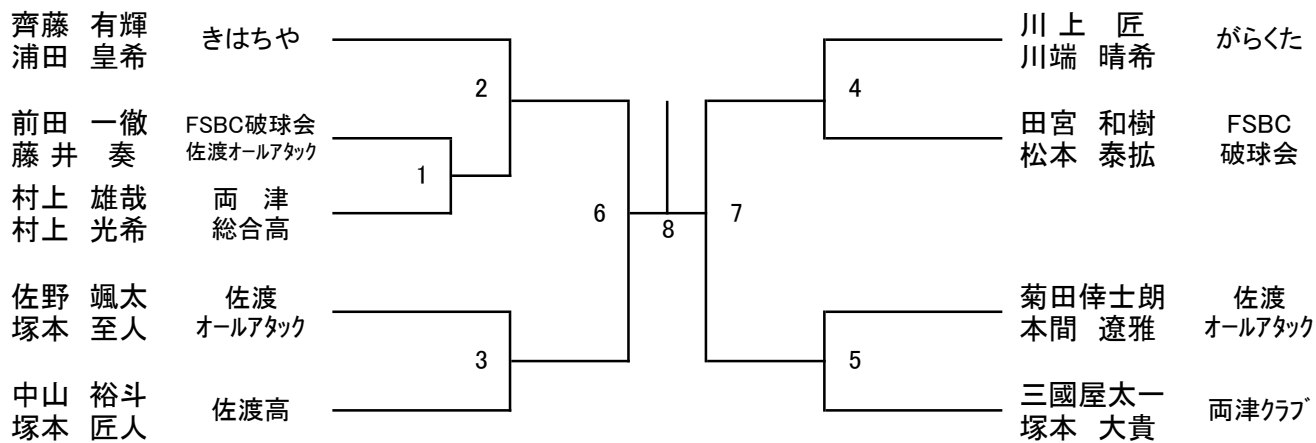 齊藤 有輝
浦田 皇希
きはちや
前田 一徹
藤井 奏
FSBC破球会
佐渡ｵｰﾙｱﾀｯｸ
村上 雄哉
村上 光希
両 津
総合高
佐野 颯太
塚本 至人
佐渡
ｵｰﾙｱﾀｯｸ
中山 裕斗
塚本 匠人
佐渡高
1
2
3
6
8
7
4
5
川上 匠
川端 晴希
がらくた
田宮 和樹
松本 泰拡
FSBC
破球会
菊田倖士朗
本間 遼雅
佐渡
ｵｰﾙｱﾀｯｸ
三國屋太一
塚本 大貴
両津ｸﾗﾌﾞ